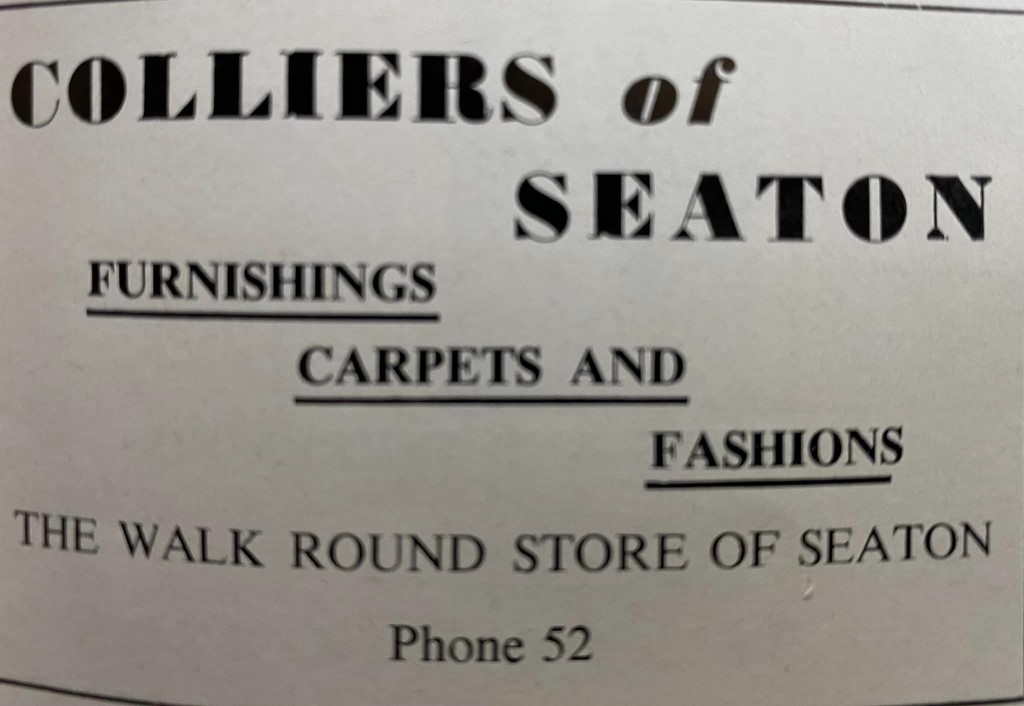 COLLIERS of
SEATON
FURNISHINGS
CARPETS AND
FASHIONS
THE WALK ROUND STORE OF SEATON
Phone 52